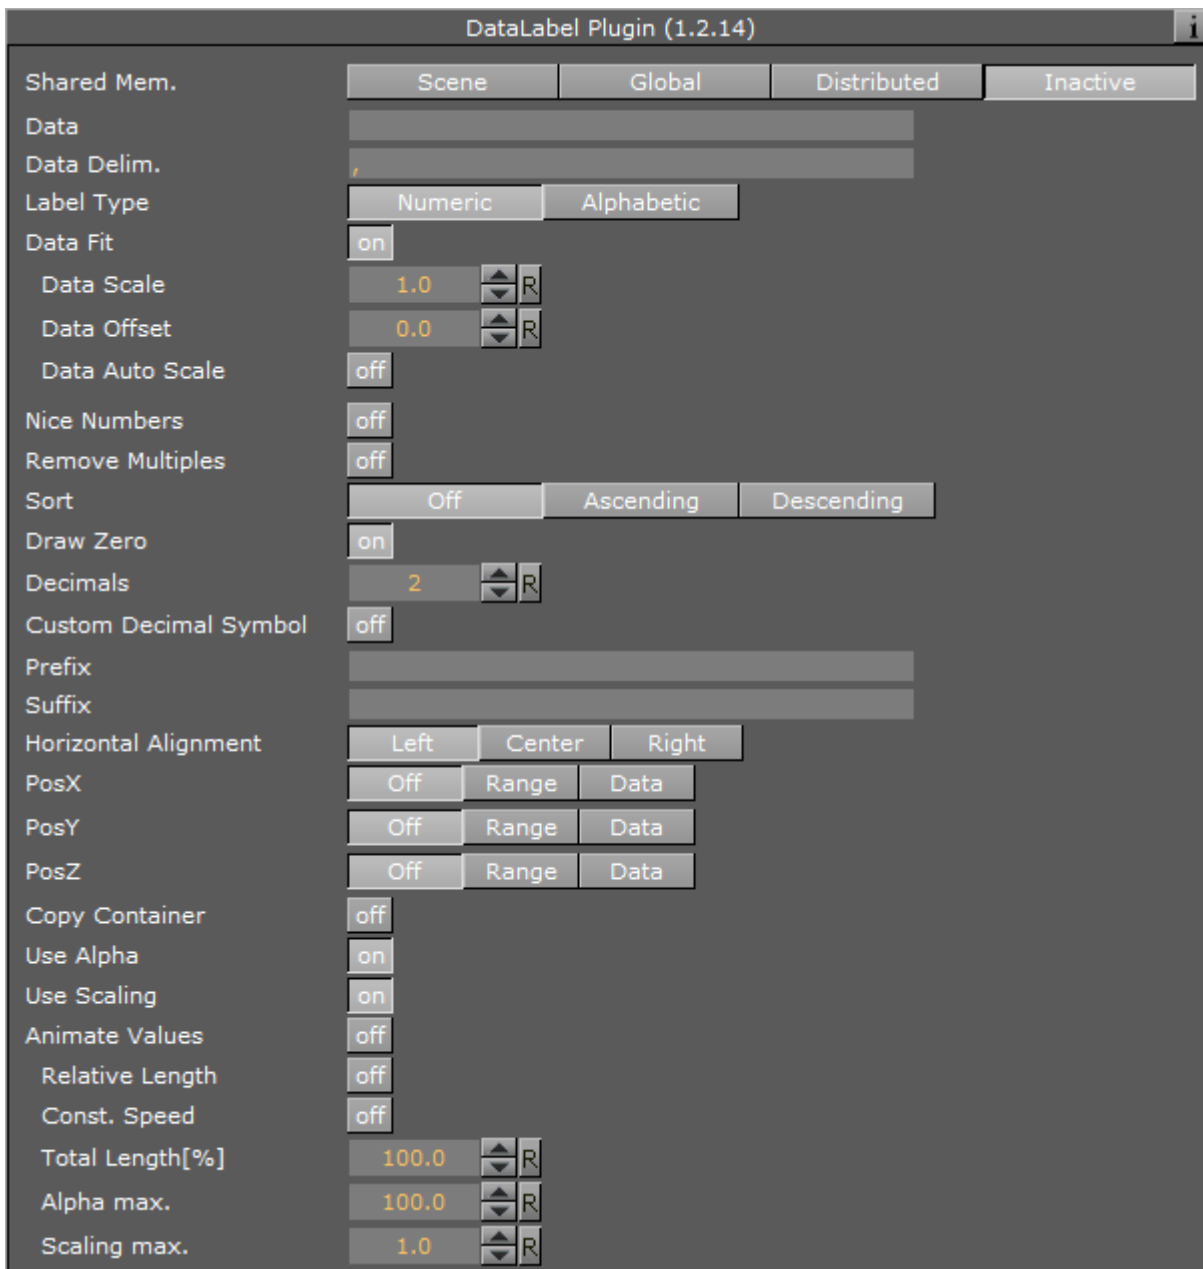 DataLabel Plugin (1.2.14) i
Shared Mem. Scene Global Distributed Inactive
Data
Data Delim. ,
Label Type Numeric Alphabetic
Data Fit on
Data Scale 1.0 R
Data Offset 0.0 R
Data Auto Scale off
Nice Numbers off
Remove Multiples off
Sort Off Ascending Descending
Draw Zero on
Decimals 2 R
Custom Decimal Symbol off
Prefix
Suffix
Horizontal Alignment Left Center Right
PosX Off Range Data
PosY Off Range Data
PosZ Off Range Data
Copy Container off
Use Alpha on
Use Scaling on
Animate Values off
Relative Length off
Const. Speed off
Total Length[%] 100.0 R
Alpha max. 100.0 R
Scaling max. 1.0 R